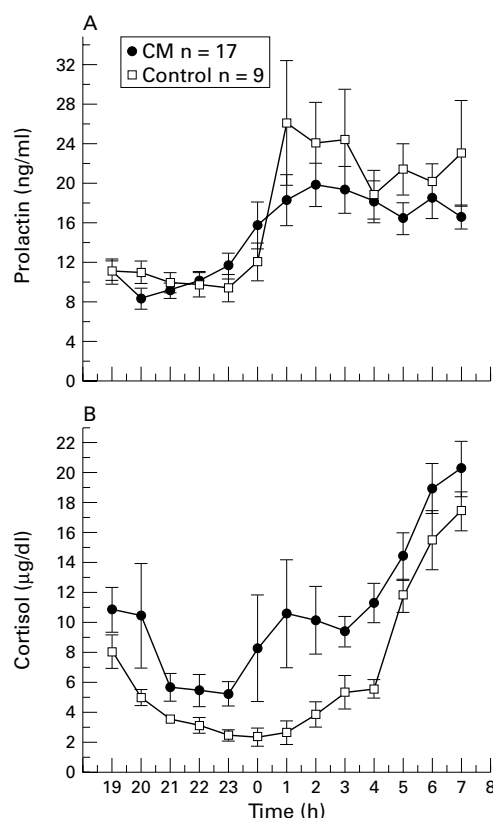 A
CM n = 17
Control n = 9
Prolactin (ng/ml)
32
28
24
20
16
12
8
4
0
B
Cortisol (µg/dl)
22
20
18
16
14
12
10
8
6
4
2
0
19 20 21 22 23 0 1 2 3 4 5 6 7 8
Time (h)